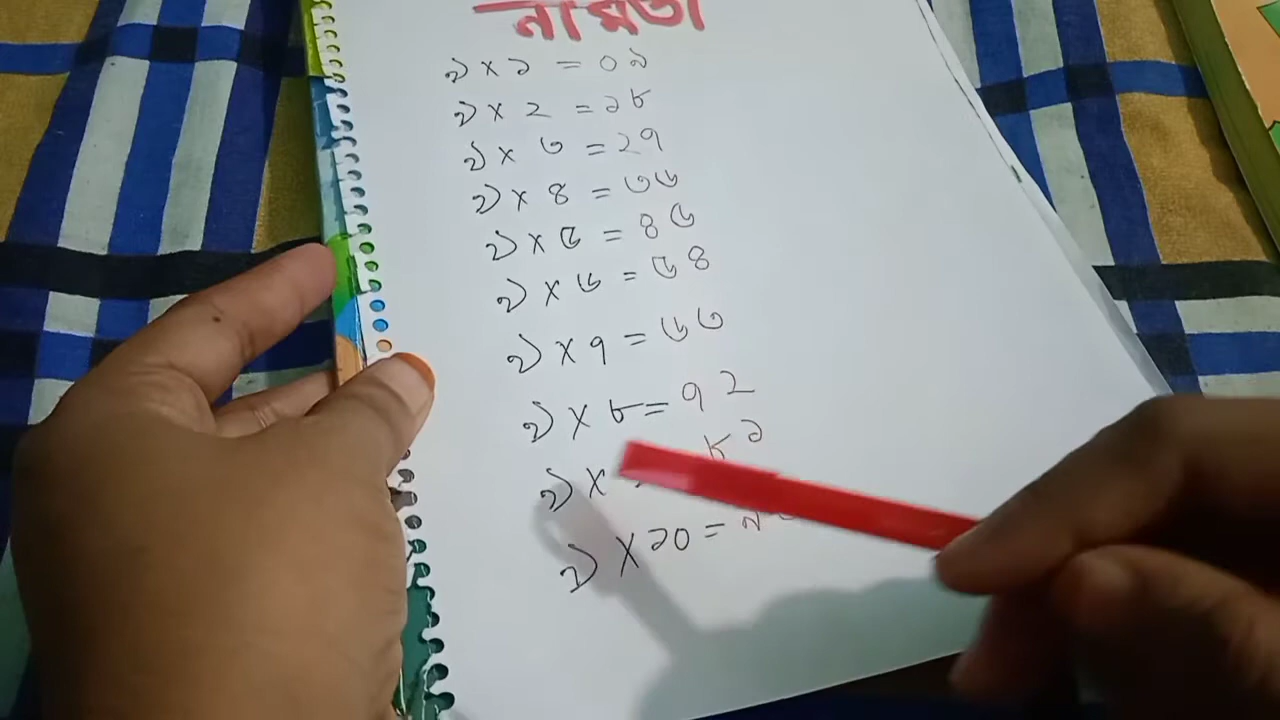 নামতা
৯ × ১ = ০৯
৯ × ২ = ১৮
৯ × ৩ = ২৭
৯ × ৪ = ৩৬
৯ × ৫ = ৪৫
৯ × ৬ = ৫৪
৯ × ৭ = ৬৩
৯ × ৮ = ৭২
৯ × ৮১
৯ × ১০ =